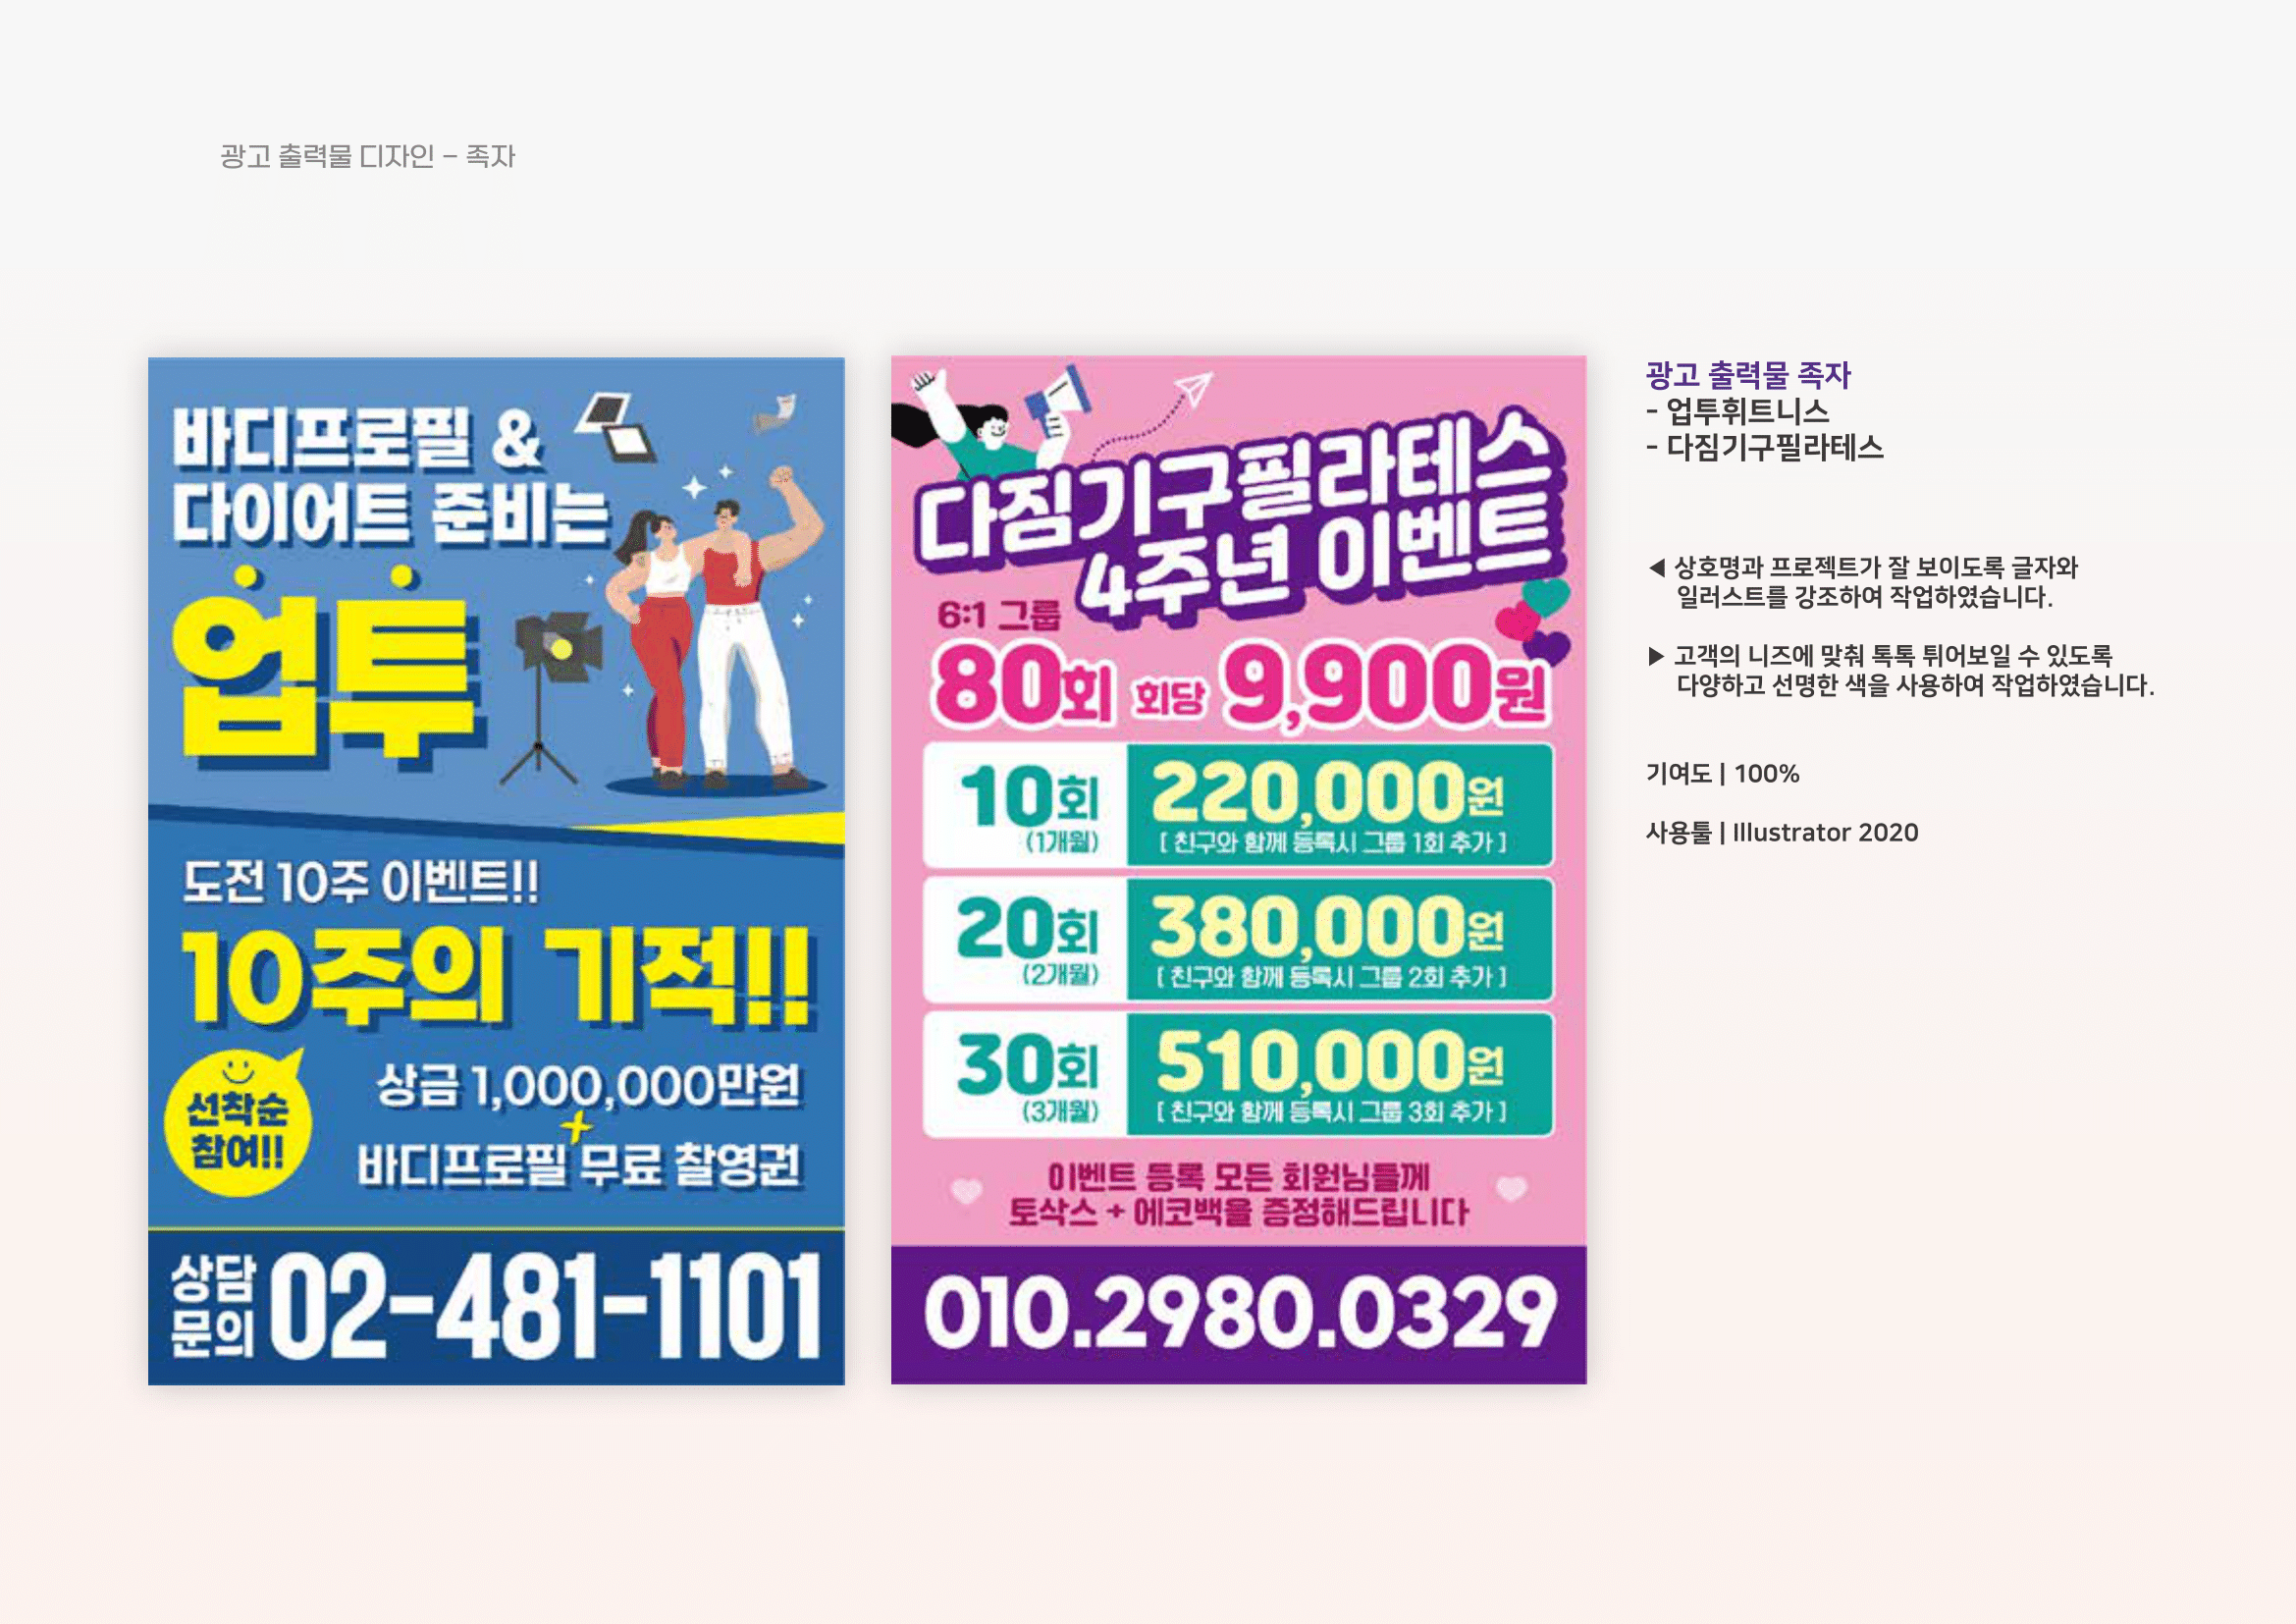 광고 출력물 디자인 – 족자
바디프로필 &
다이어트 준비는
업투
도전 10주 이벤트!!
10주의 기적!!
선착순
참여!!
상금 1,000,000만원
+
바디프로필 무료 촬영권
상담
문의
02-481-1101
다짐기구필라테스
4주년 이벤트
6:1 그룹
80회 회당 9,900원
10회
(1개월)
220,000원
[ 친구와 함께 등록시 그룹 1회 추가 ]
20회
(2개월)
380,000원
[ 친구와 함께 등록시 그룹 2회 추가 ]
30회
(3개월)
510,000원
[ 친구와 함께 등록시 그룹 3회 추가 ]
이벤트 등록 모든 회원님들께
토삭스 + 에코백을 증정해드립니다
010.2980.0329
광고 출력물 족자
- 업투휘트니스
- 다짐기구필라테스
◀ 상호명과 프로젝트가 잘 보이도록 글자와
일러스트를 강조하여 작업하였습니다.
▶ 고객의 니즈에 맞춰 톡톡 튀어보일 수 있도록
다양하고 선명한 색을 사용하여 작업하였습니다.
기여도 | 100%
사용툴 | Illustrator 2020